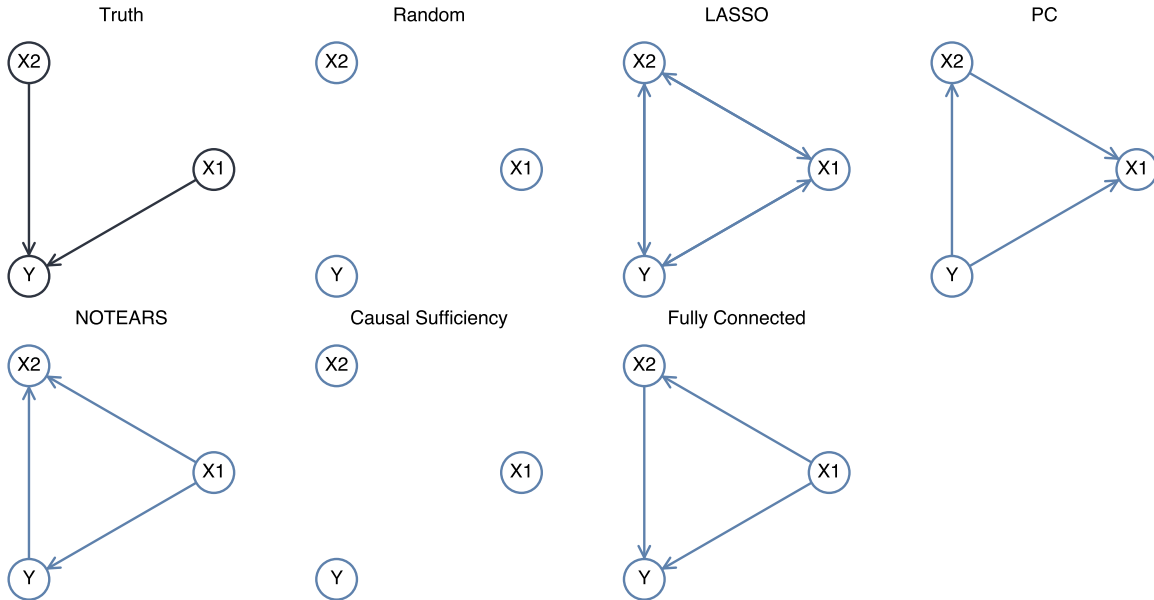 Truth
Random
LASSO
PC
X2
X2
X2
X2
X1
X1
X1
X1
Y
Y
Y
Y
NOTEARS
Causal Sufficiency
Fully Connected
X2
X2
X2
X1
X1
X1
Y
Y
Y